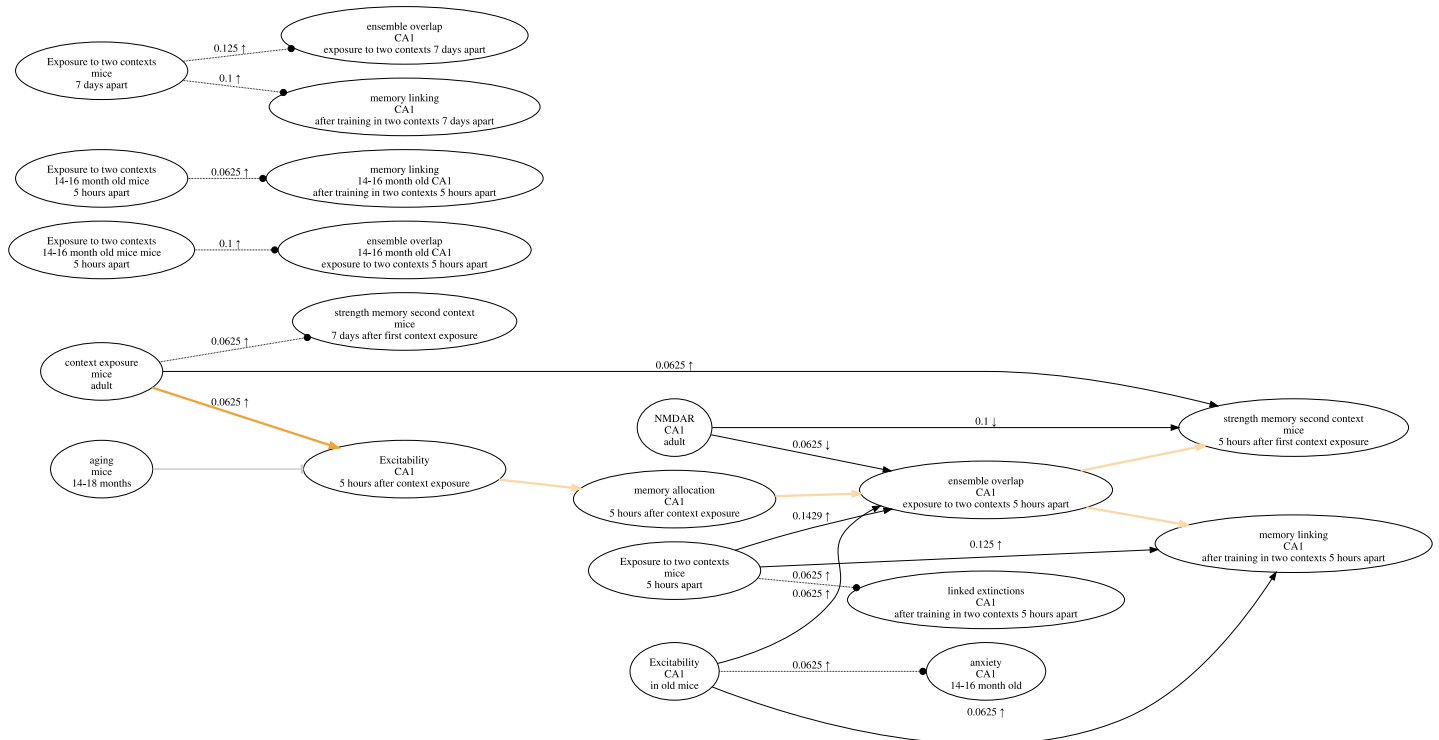 ensemble overlap
CA1
exposure to two contexts 7 days apart
0.125 ↑
Exposure to two contexts
mice
7 days apart
0.1 ↑
memory linking
CA1
after training in two contexts 7 days apart
Exposure to two contexts
14-16 month old mice
5 hours apart
0.0625 ↑
memory linking
14-16 month old CA1
after training in two contexts 5 hours apart
Exposure to two contexts
14-16 month old mice mice
5 hours apart
0.1 ↑
ensemble overlap
14-16 month old CA1
exposure to two contexts 5 hours apart
strength memory second context
mice
7 days after first context exposure
0.0625 ↑
context exposure
mice
adult
0.0625 ↑
0.0625 ↑
NMDAR
CA1
adult
0.1 ↓
0.0625 ↓
strength memory second context
mice
5 hours after first context exposure
aging
mice
14-18 months
Excitability
CA1
5 hours after context exposure
memory allocation
CA1
5 hours after context exposure
ensemble overlap
CA1
exposure to two contexts 5 hours apart
0.1429 ↑
0.125 ↑
memory linking
CA1
after training in two contexts 5 hours apart
Exposure to two contexts
mice
5 hours apart
0.0625 ↑
0.0625 ↑
linked extinctions
CA1
after training in two contexts 5 hours apart
Excitability
CA1
in old mice
0.0625 ↑
anxiety
CA1
14-16 month old
0.0625 ↑